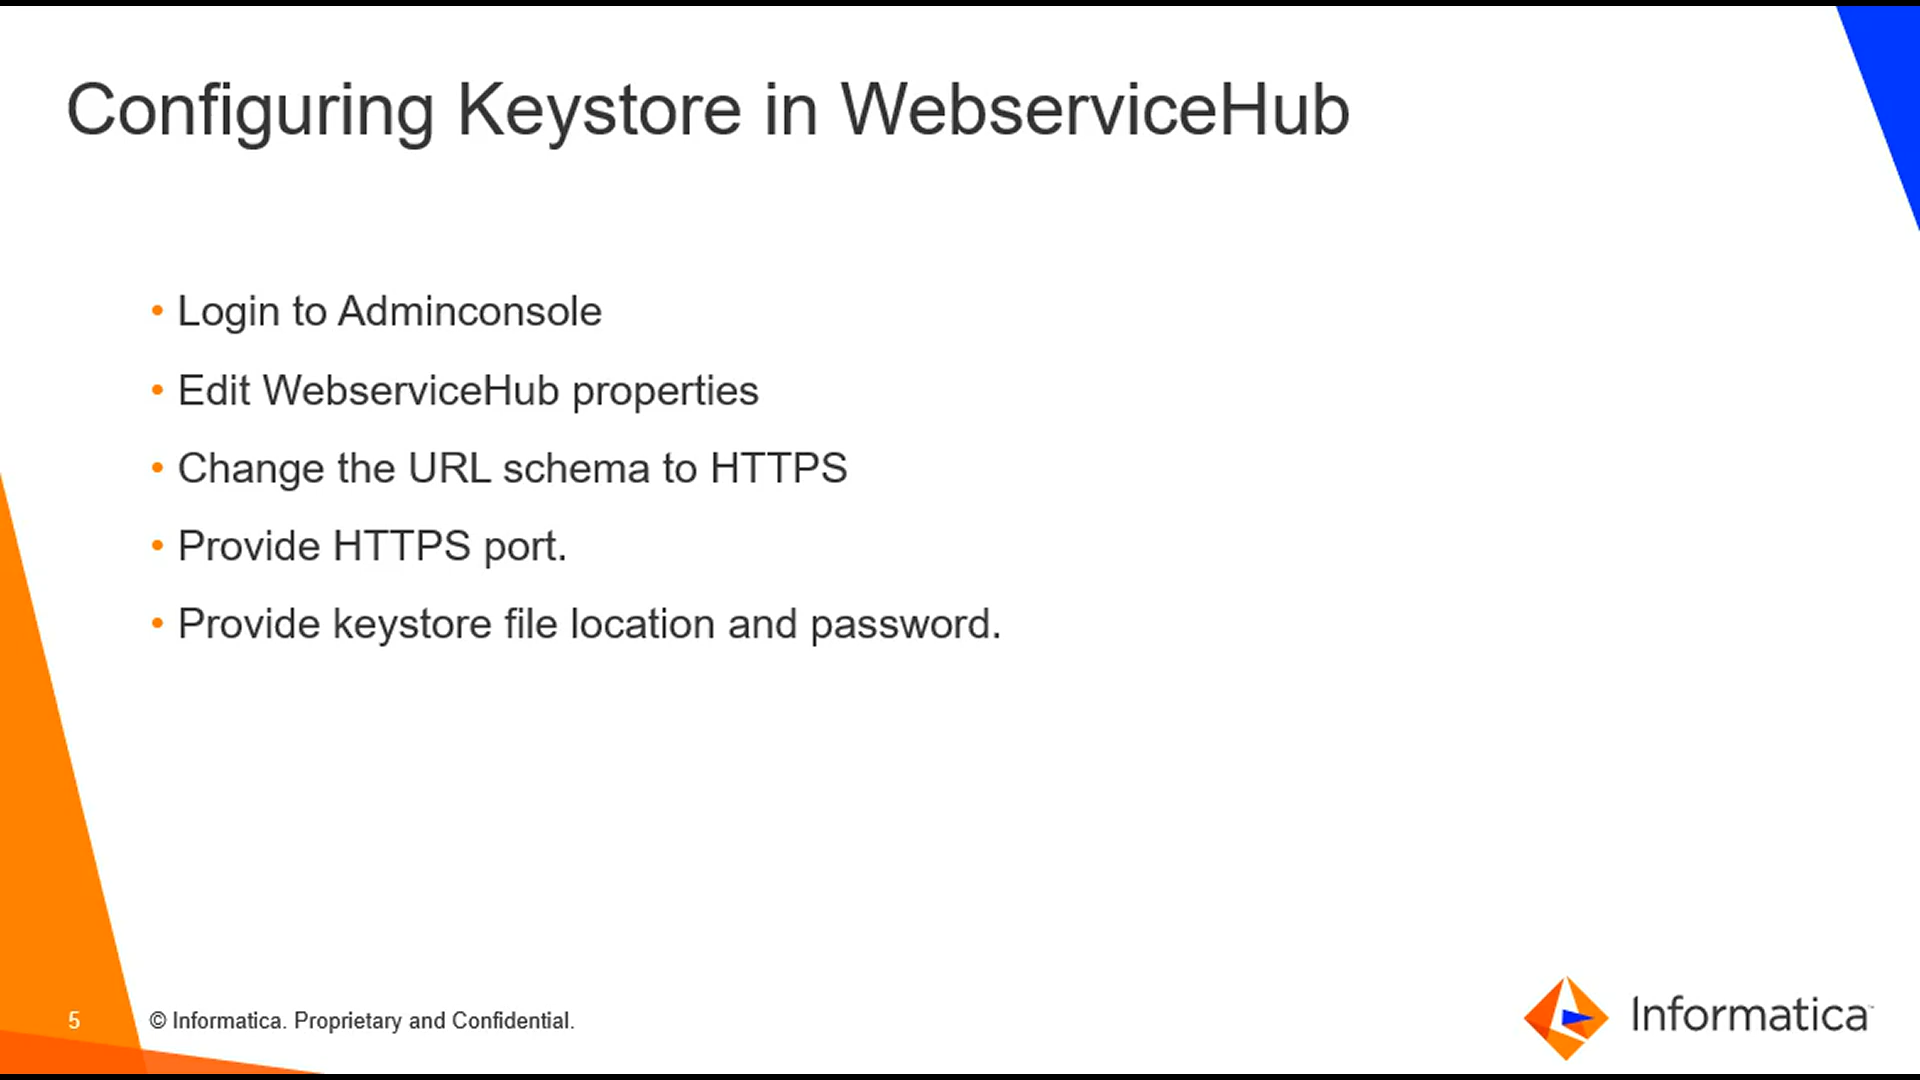 Configuring Keystore in WebserviceHub
• Login to Adminconsole
• Edit WebserviceHub properties
• Change the URL schema to HTTPS
• Provide HTTPS port.
• Provide keystore file location and password.
5
© Informatica. Proprietary and Confidential.
Informatica™